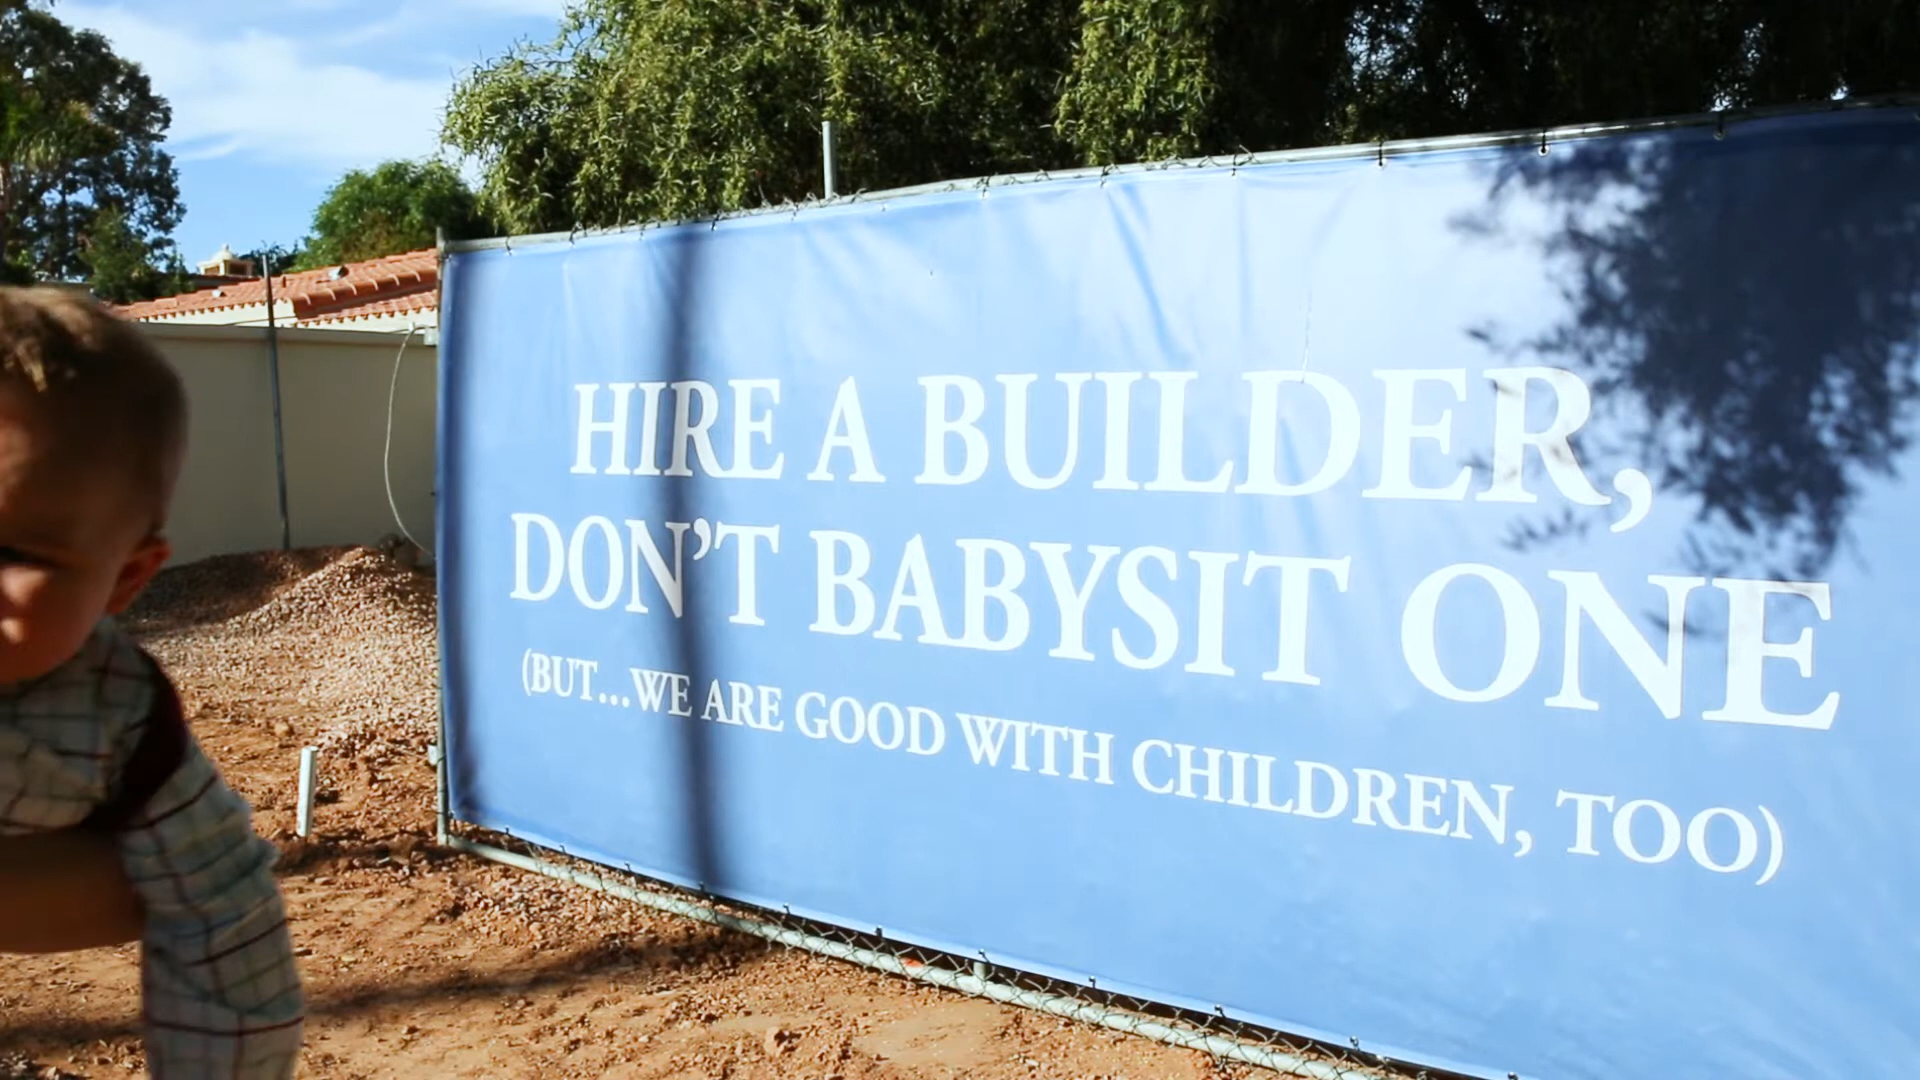 HIRE A BUILDER,
DON'T BABYSIT ONE
(BUT...WE ARE GOOD WITH CHILDREN, TOO)